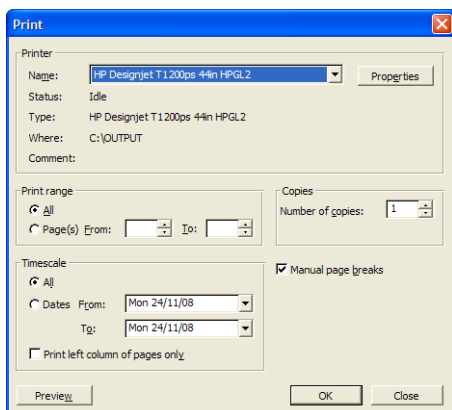 Print
Printer
Name: HP Designjet T1200ps 44in HPGL2 Properties
Status: Idle
Type: HP Designjet T1200ps 44in HPGL2
Where: C:\OUTPUT
Comment:
Print range
All
Page(s) From: To:
Copies
Number of copies: 1
Timescale
All
Dates From: Mon 24/11/08
To: Mon 24/11/08
Print left column of pages only
Manual page breaks
Preview OK Close